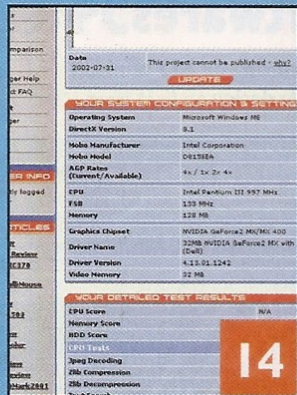 mparison
ger Help
t FAQ
ger
ER INFO
tly logged
TICLES
Review
EC370
Mouse
Mark2001
Date
2002-07-31
This project cannot be published - why?
UPDATE
YOUR SYSTEM CONFIGURATION & SETTING
Operating System Microsoft Windows ME
DirectX Version 8.1
Mobo Manufacturer Intel Corporation
Mobo Model D815EEA
AGP Rates
(Current/Available) 4x / 1x 2x 4x
CPU Intel Pentium III 997 MHz
FSB 133 MHz
Memory 128 MB
Graphics Chipset NVIDIA GeForce2 MX/MX 400
Driver Name 32MB NVIDIA GeForce2 MX with
(Dell)
Driver Version 4.13.01.1242
Video Memory 32 MB
YOUR DETAILED TEST RESULTS
CPU Score N/A
Memory Score
HDD Score
CPU Tests
Jpeg Decoding
Zlib Compression
Zlib Decompression
14